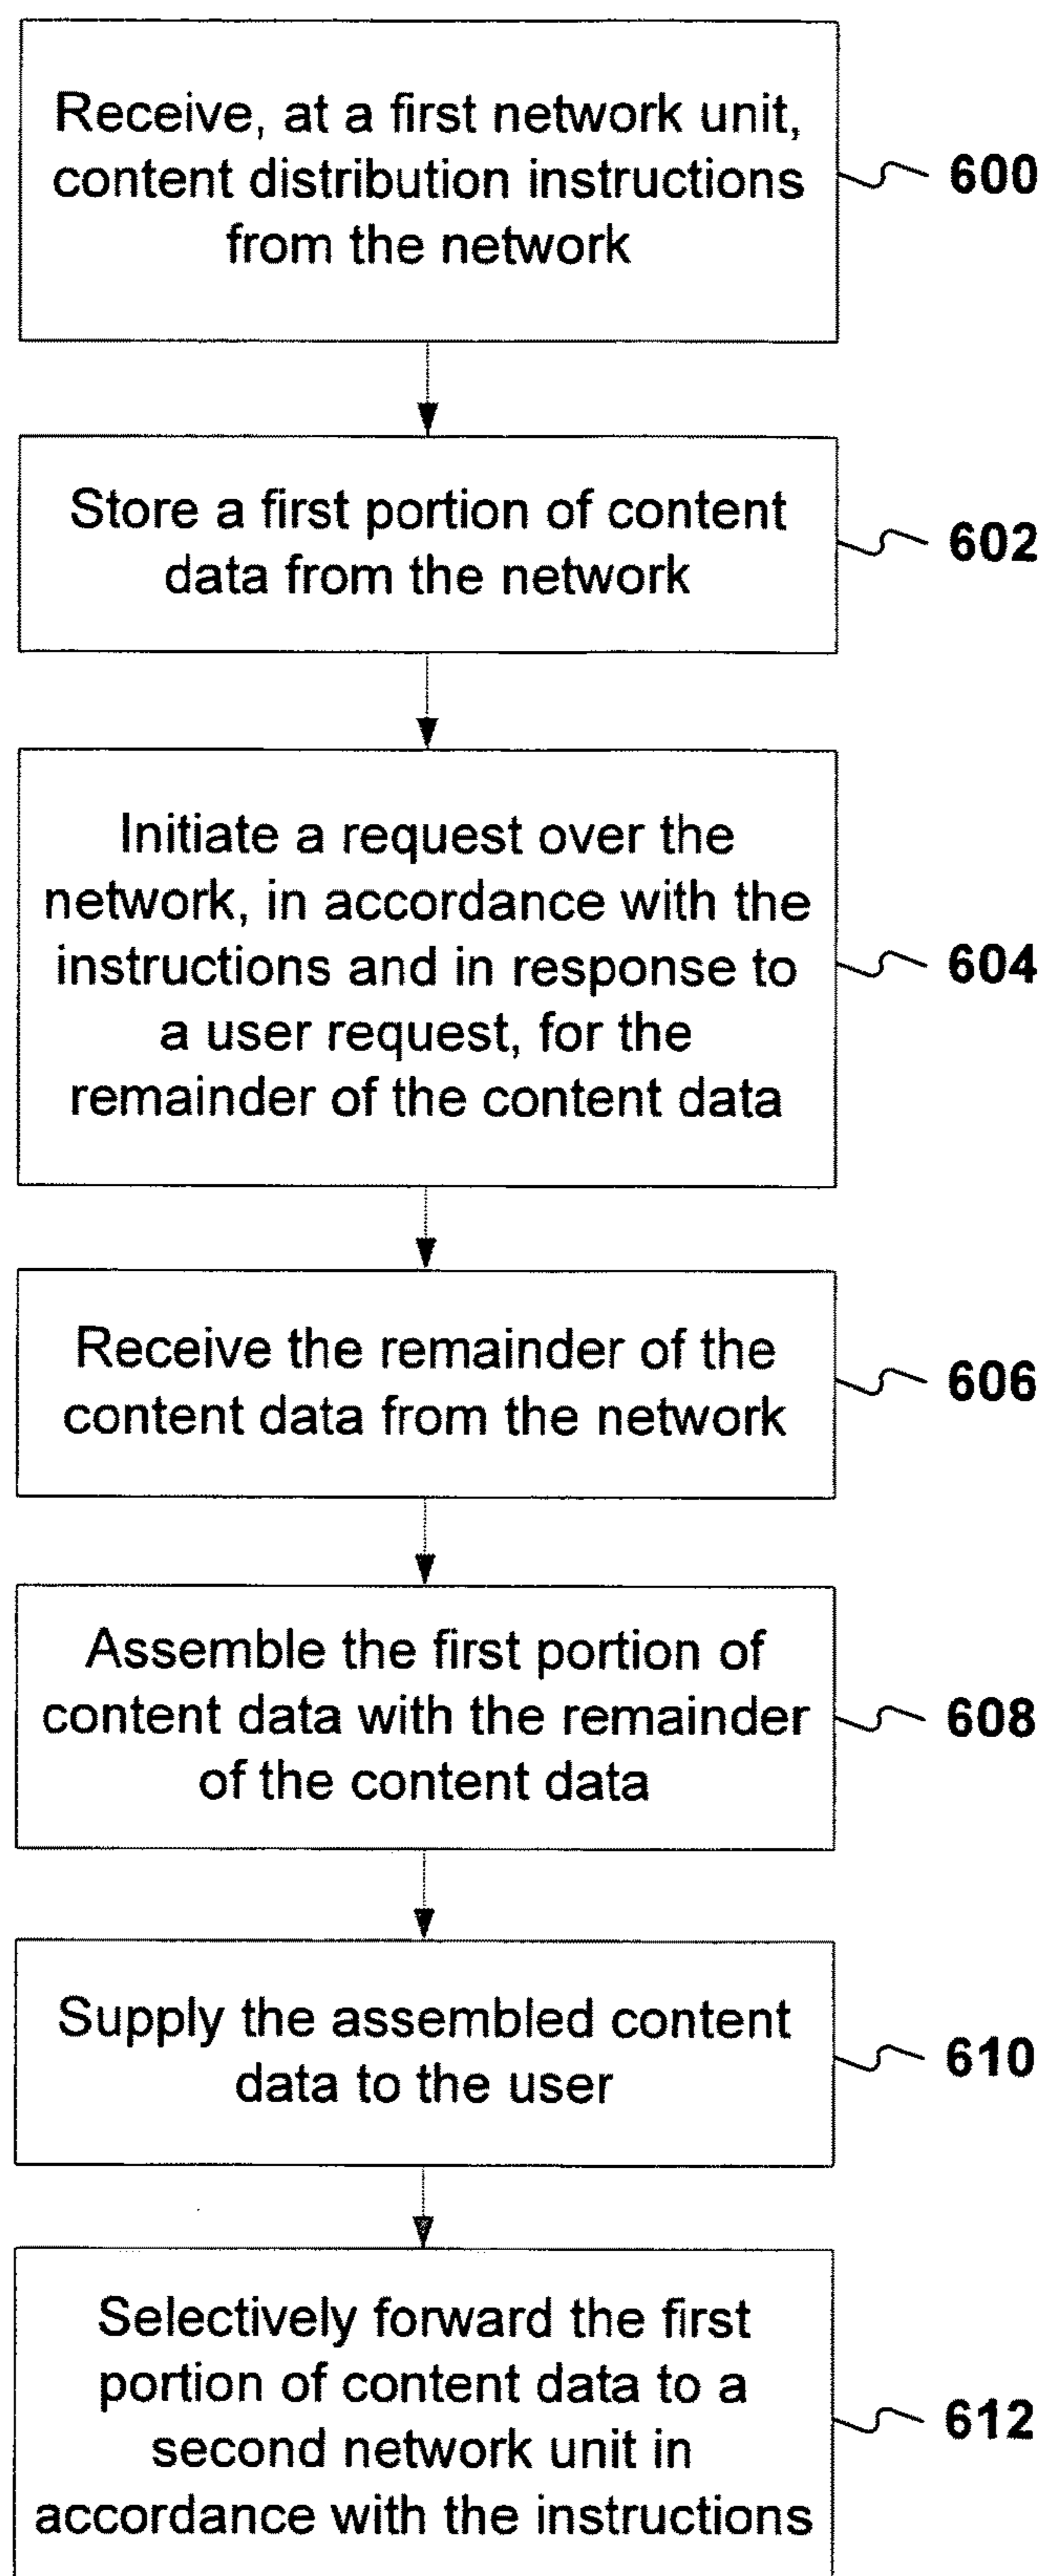 Receive, at a first network unit,
content distribution instructions
from the network
600
Store a first portion of content
data from the network
602
Initiate a request over the
network, in accordance with the
instructions and in response to
a user request, for the
remainder of the content data
604
Receive the remainder of the
content data from the network
606
Assemble the first portion of
content data with the remainder
of the content data
608
Supply the assembled content
data to the user
610
Selectively forward the first
portion of content data to a
second network unit in
accordance with the instructions
612